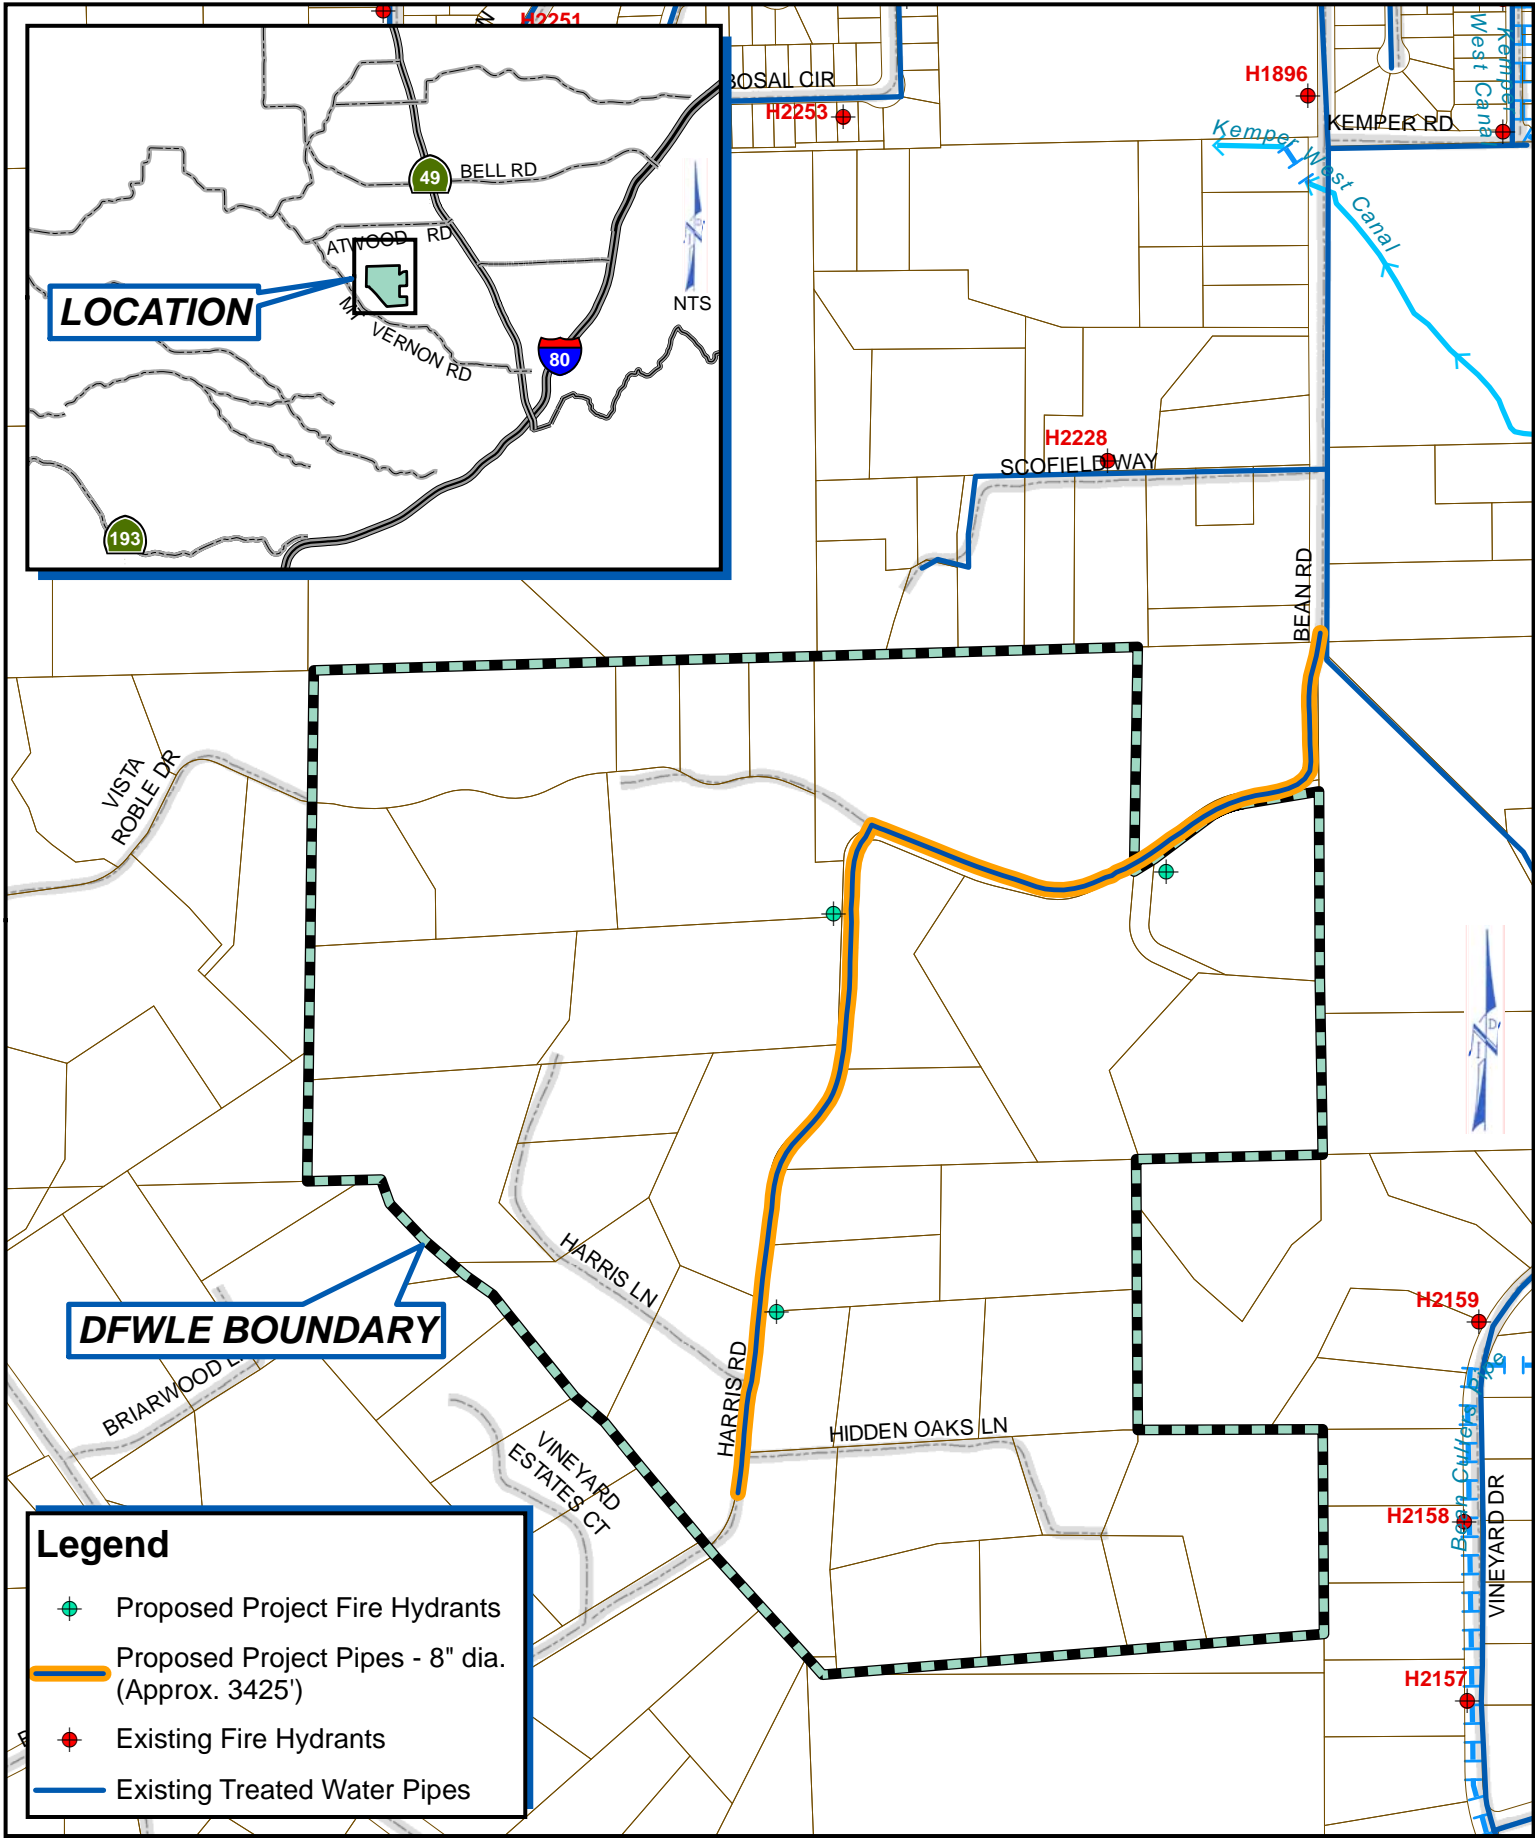 H2251
BOSAL CIR
H2253
H1896
KEMPER RD
Kemper
West Canal
Kemper West Canal
49
BELL RD
ATWOOD RD
LOCATION
MT VERNON RD
NTS
80
193
H2228
SCOFIELD WAY
BEAN RD
VISTA
ROBLE DR
HARRIS LN
DFWLE BOUNDARY
BRIARWOOD
HARRIS RD
HIDDEN OAKS LN
VINEYARD
ESTATES CT
H2159
H2158
VINEYARD DR
H2157
Legend
Proposed Project Fire Hydrants
Proposed Project Pipes - 8" dia.
(Approx. 3425')
Existing Fire Hydrants
Existing Treated Water Pipes